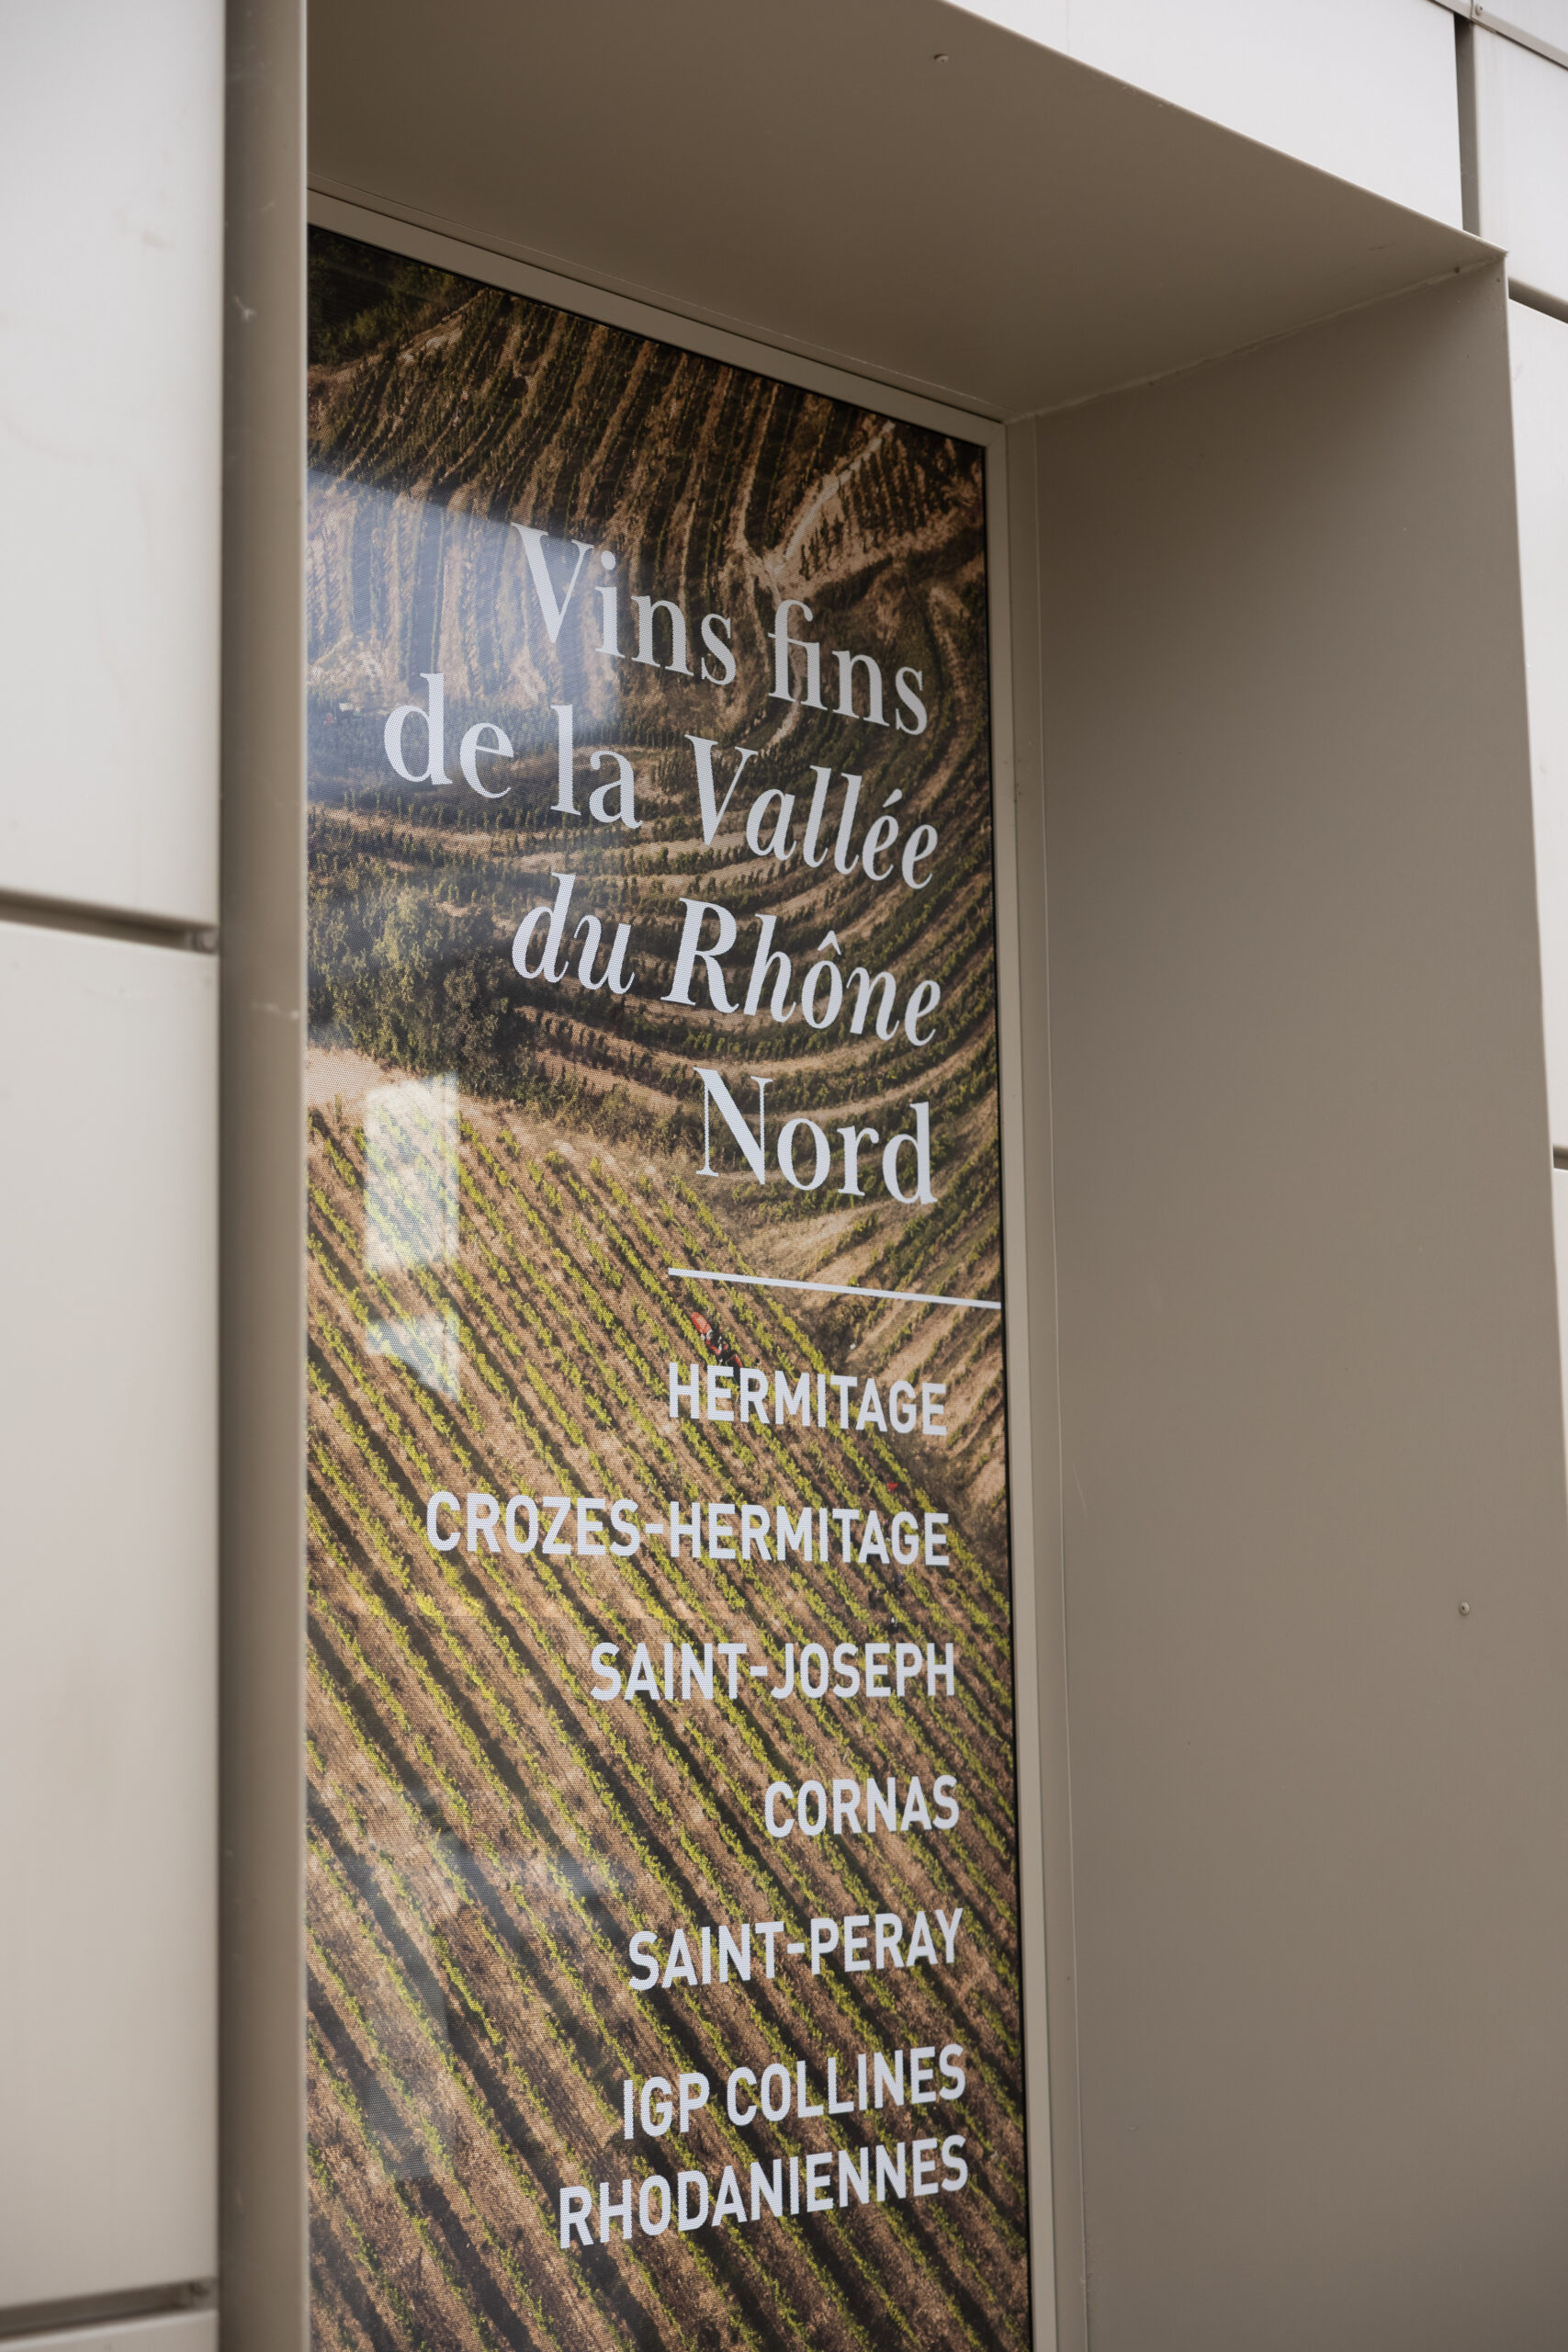 Vins fins
de la Vallée
du Rhône
Nord
HERMITAGE
CROZES-HERMITAGE
SAINT-JOSEPH
CORNAS
SAINT-PERAY
IGP COLLINES
RHODANIENNES